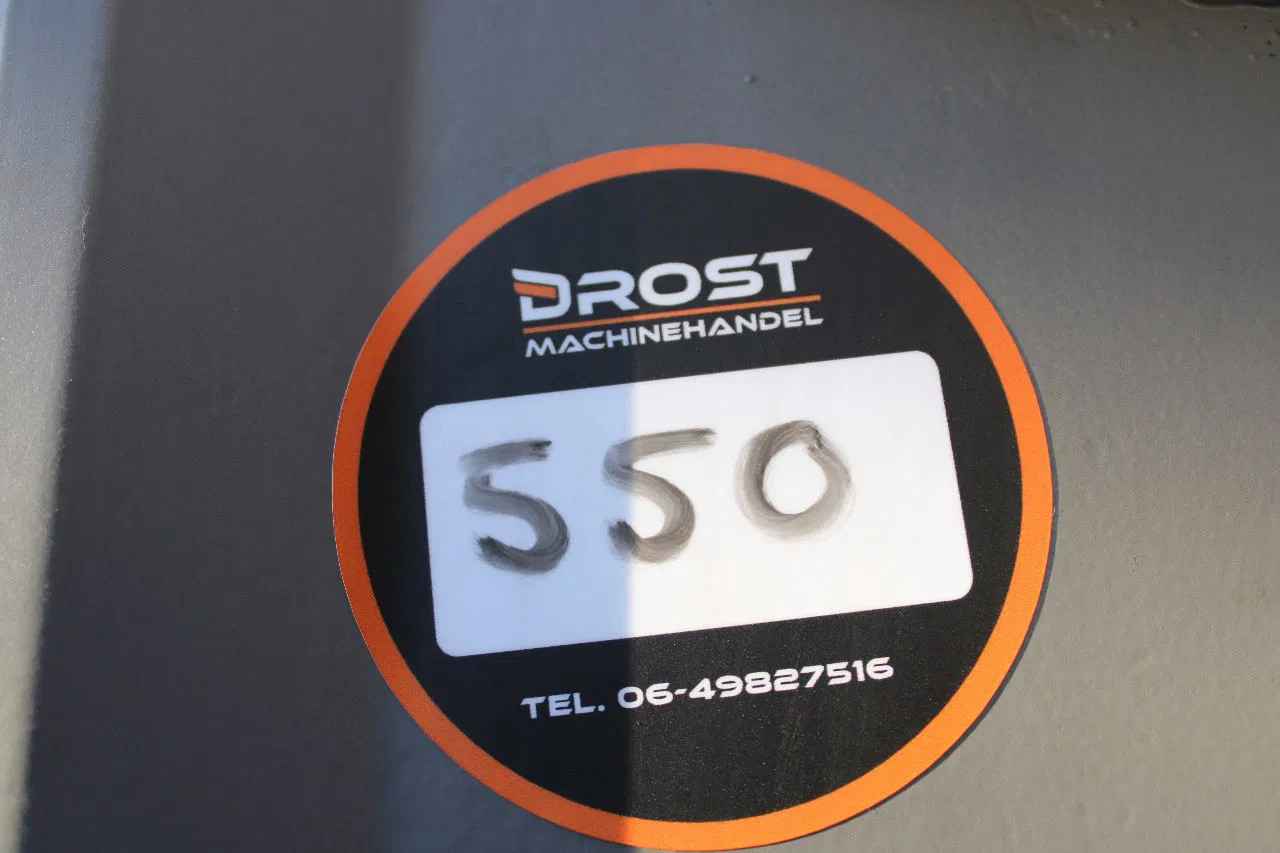 DROST
MACHINEHANDEL
550
TEL. 06-49827516